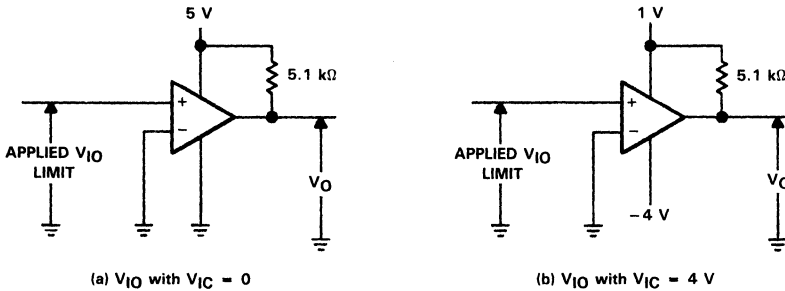 5 V
5.1 kΩ
+
−
APPLIED VIO
LIMIT
VO
(a) VIO with VIC = 0
1 V
5.1 kΩ
+
−
APPLIED VIO
LIMIT
−4 V
VO
(b) VIO with VIC = 4 V